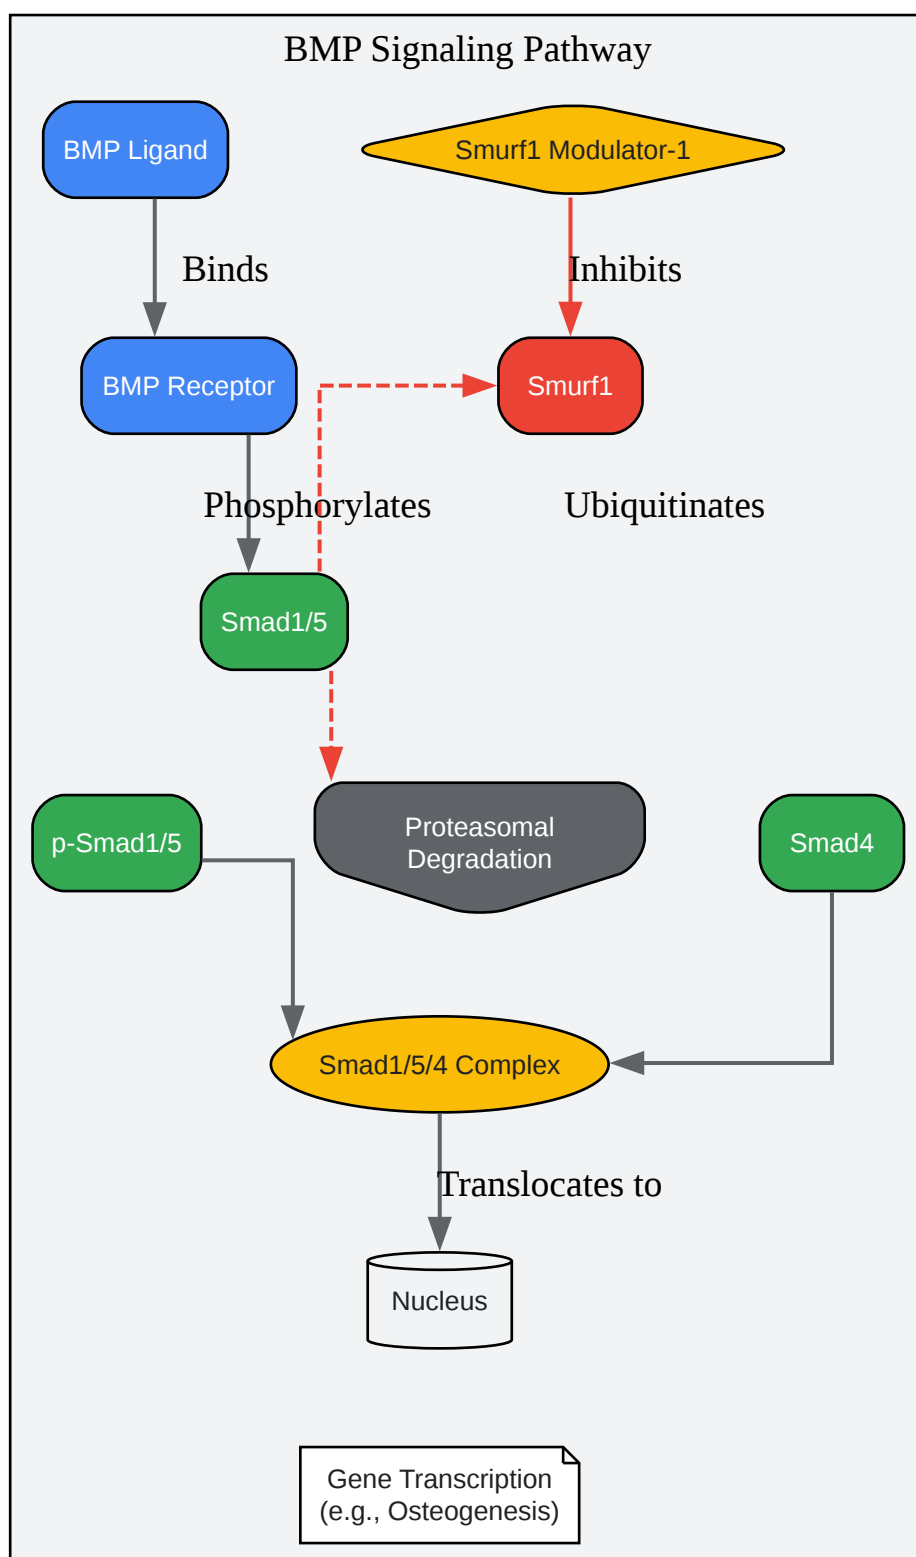 BMP Signaling Pathway
BMP Ligand
Smurf1 Modulator-1
Binds
Inhibits
BMP Receptor
Smurf1
Phosphorylates
Ubiquitinates
Smad1/5
p-Smad1/5
Proteasomal
Degradation
Smad4
Smad1/5/4 Complex
Translocates to
Nucleus
Gene Transcription
(e.g., Osteogenesis)